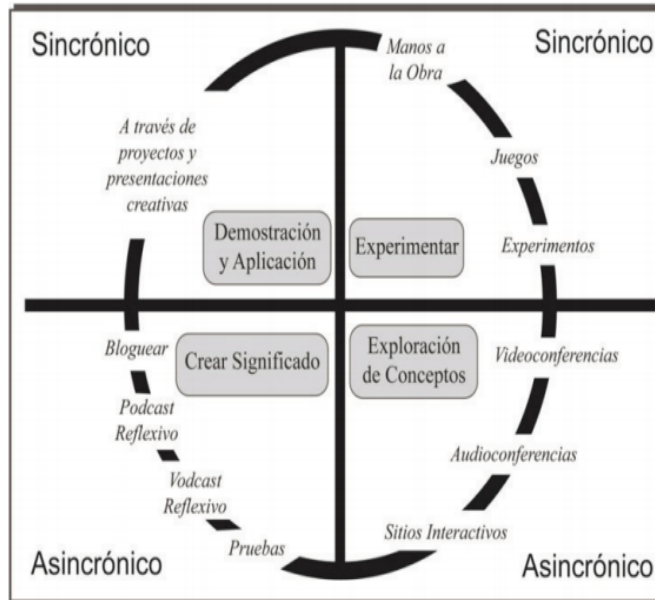 Sincrónico
Sincrónico
Manos a
la Obra
A través de
proyectos y
presentaciones
creativas
Juegos
Experimentos
Demostración
y Aplicación
Experimentar
Crear Significado
Exploración
de Conceptos
Bloguear
Podcast
Reflexivo
Vodcast
Reflexivo
Pruebas
Videoconferencias
Audioconferencias
Sitios Interactivos
Asincrónico
Asincrónico